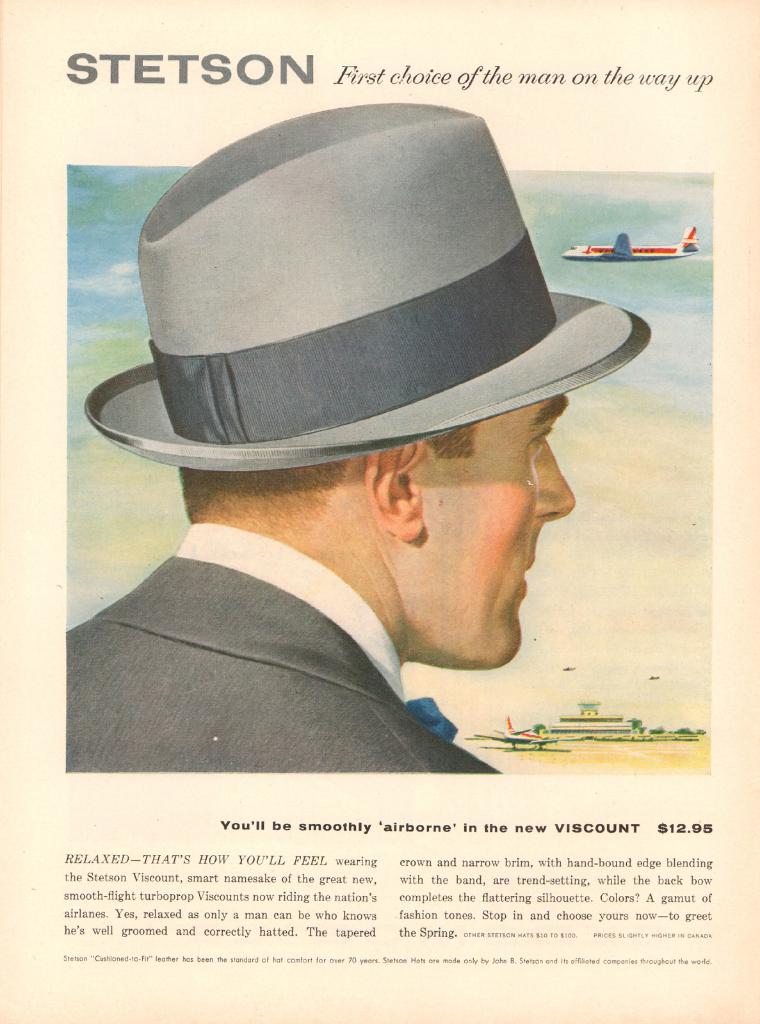 STETSON First choice of the man on the way up
You'll be smoothly 'airborne' in the new VISCOUNT $12.95
RELAXED—THAT'S HOW YOU'LL FEEL wearing
the Stetson Viscount, smart namesake of the great new,
smooth-flight turboprop Viscounts now riding the nation's
airlanes. Yes, relaxed as only a man can be who knows
he's well groomed and correctly hatted. The tapered
crown and narrow brim, with hand-bound edge blending
with the band, are trend-setting, while the back bow
completes the flattering silhouette. Colors? A gamut of
fashion tones. Stop in and choose yours now—to greet
the Spring. OTHER STETSON HATS $10 TO $100. PRICES SLIGHTLY HIGHER IN CANADA
Stetson "Cushioned-to-Fit" leather has been the standard of hat comfort for over 70 years. Stetson Hats are made only by John B. Stetson and its affiliated companies throughout the world.